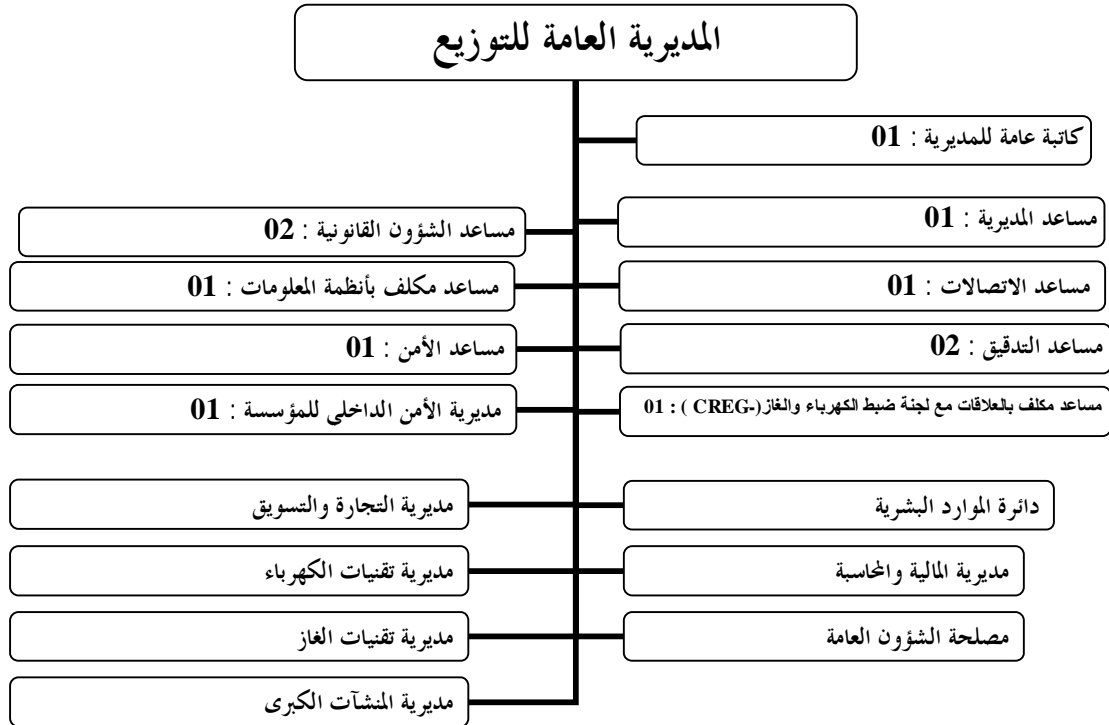 المديرية العامة للتوزيع
كاتبة عامة للمديرية : 01
مساعد المديرية : 01
مساعد الشؤون القانونية : 02
مساعد الاتصالات : 01
مساعد مكلف بأنظمة المعلومات : 01
مساعد التدقيق : 02
مساعد الأمن : 01
مساعد مكلف بالعلاقات مع لجنة ضبط الكهرباء والغاز(-CREG ) : 01
مديرية الأمن الداخلي للمؤسسة : 01
دائرة الموارد البشرية
مديرية التجارة والتسويق
مديرية المالية والمحاسبة
مديرية تقنيات الكهرباء
مصلحة الشؤون العامة
مديرية تقنيات الغاز
مديرية المنشآت الكبرى